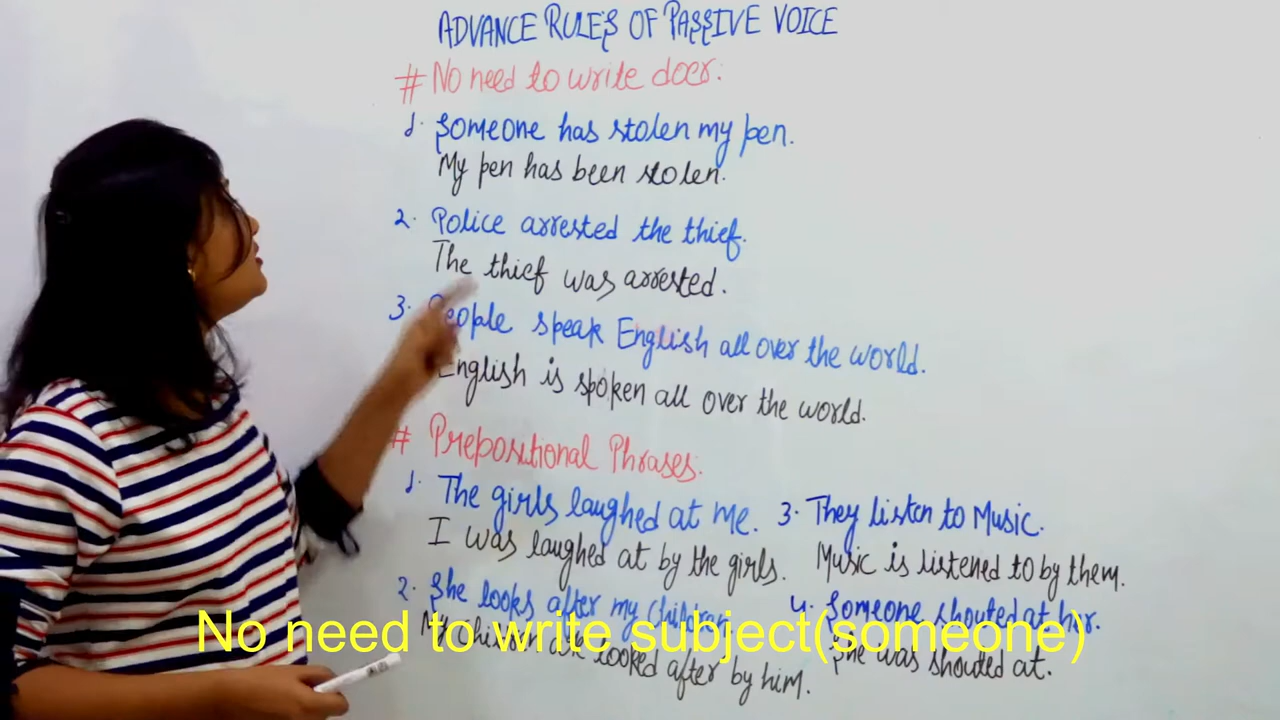 ADVANCE RULES OF PASSIVE VOICE
# No need to write doer:
1. Someone has stolen my pen.
My pen has been stolen.
2. Police arrested the thief.
The thief was arrested.
3. People speak English all over the world.
English is spoken all over the world.
# Prepositional Phrases:
1. The girls laughed at me.
I was laughed at by the girls.
2. She looks after my children.
My children are looked after by him.
3. They listen to Music.
Music is listened to by them.
4. Someone shouted at her.
She was shouted at.
No need to write subject(someone)